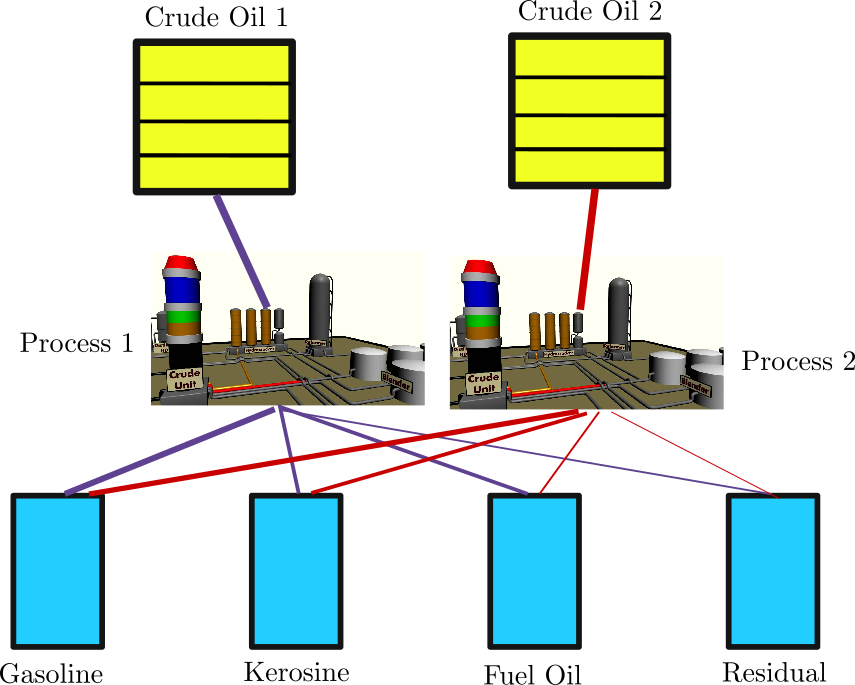 Crude Oil 1
Crude Oil 2
Process 1
Crude
Unit
Blender
Crude
Unit
Blender
Process 2
Gasoline
Kerosine
Fuel Oil
Residual